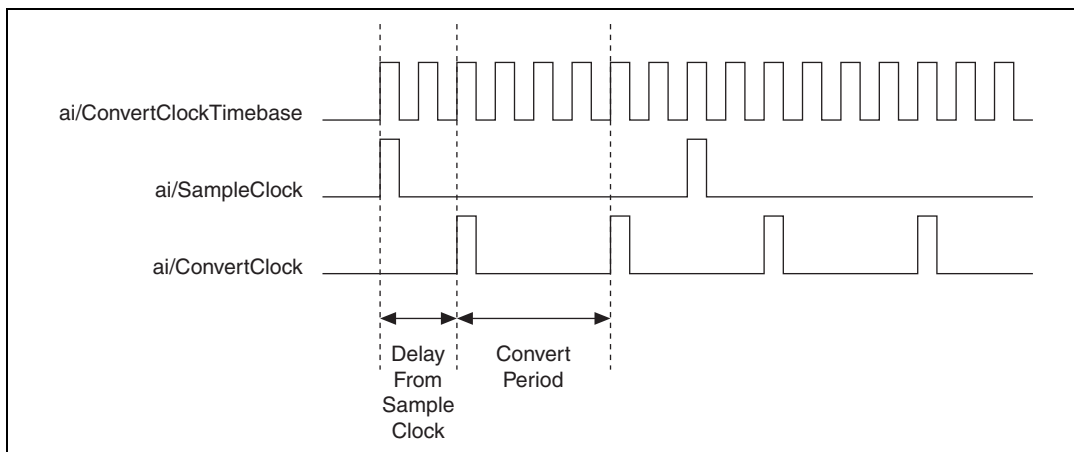 ai/ConvertClockTimebase
ai/SampleClock
ai/ConvertClock
Delay
From
Sample
Clock
Convert
Period